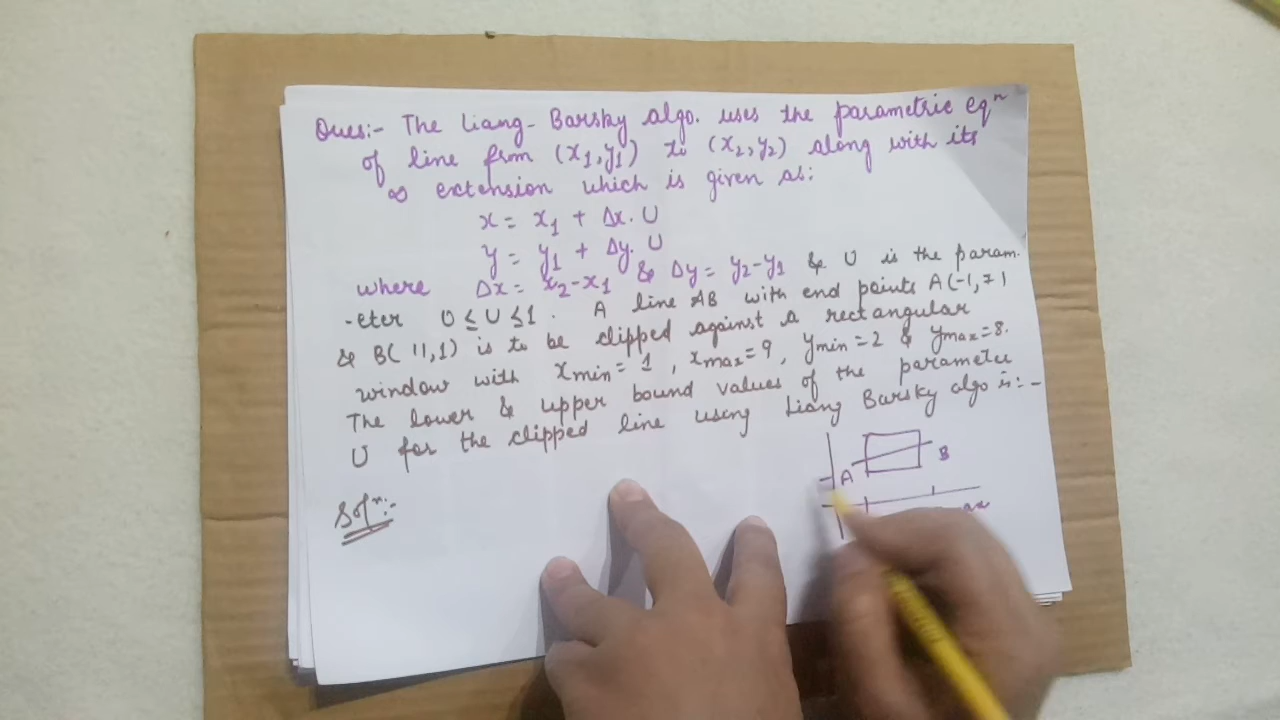 Ques:- The Liang-Barsky algo. uses the parametric eqⁿ
of line from (x₁, y₁) to (x₂, y₂) along with its
∞ extension which is given as:
x = x₁ + Δx. U
y = y₁ + Δy. U
where Δx = x₂-x₁ & Δy = y₂-y₁ & U is the param.
-eter 0 ≤ U ≤ 1. A line AB with end points A(-1, 7)
& B(11,1) is to be clipped against a rectangular
window with xmin = 1, xmax = 9, ymin = 2 & ymax = 8.
The lower & upper bound values of the parameter
U for the clipped line using Liang Barsky algo is:-
Solⁿ:-
A
B